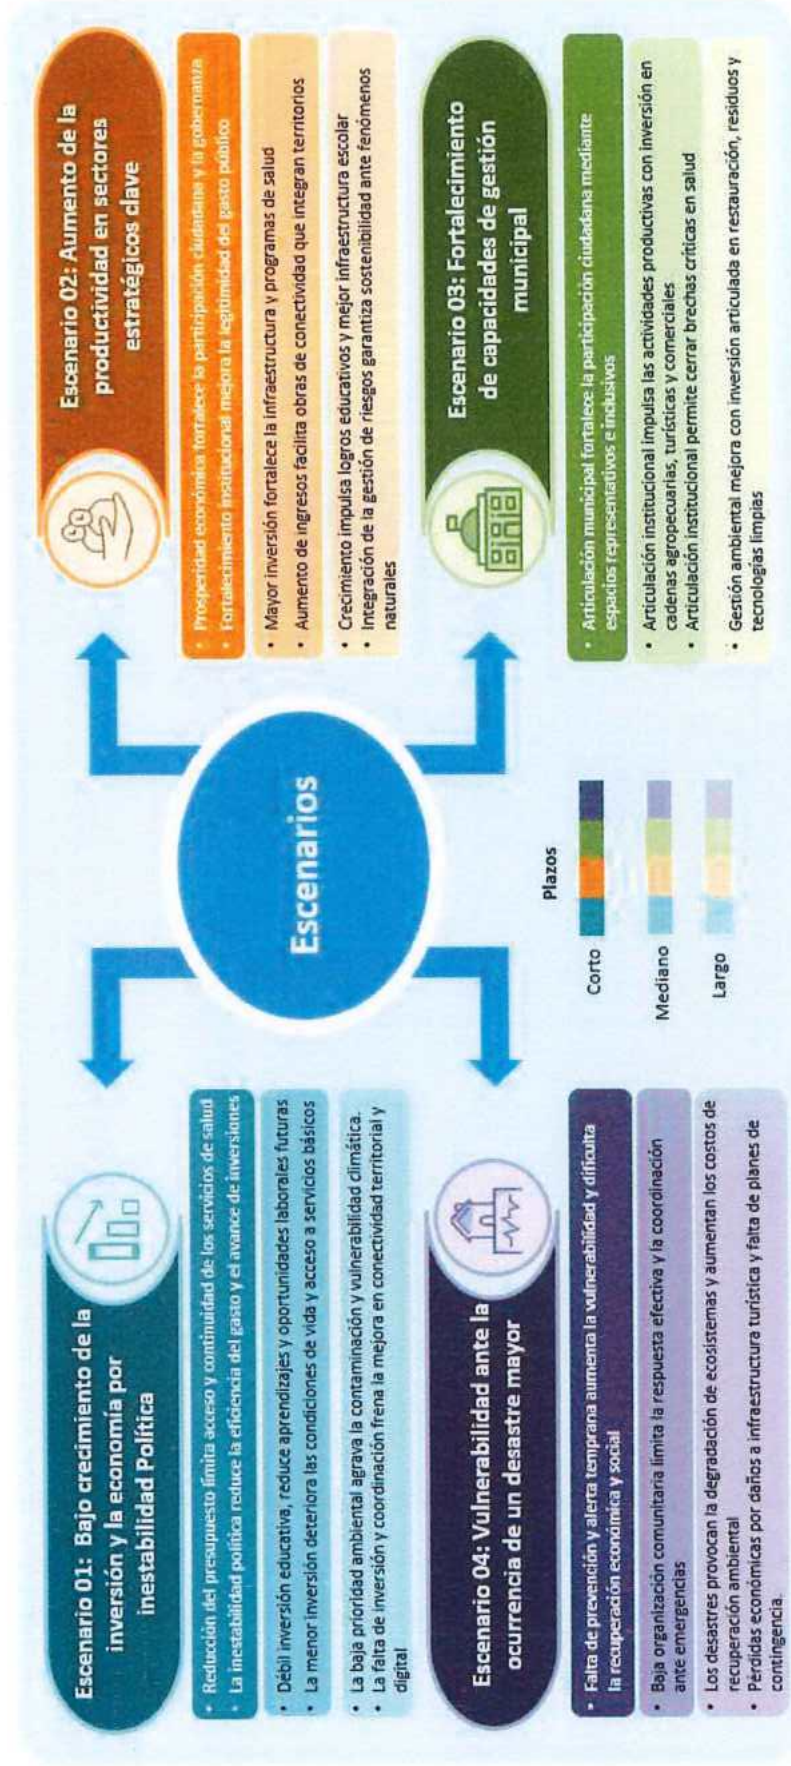 Escenario 01: Bajo crecimiento de la
inversión y la economía por
inestabilidad Política
• Reducción del presupuesto limita acceso y continuidad de los servicios de salud
• La inestabilidad política reduce la eficiencia del gasto y el avance de inversiones
• Débil inversión educativa, reduce aprendizajes y oportunidades laborales futuras
• La menor inversión deteriora las condiciones de vida y acceso a servicios básicos
• La baja prioridad ambiental agrava la contaminación y vulnerabilidad climática.
• La falta de inversión y coordinación frena la mejora en conectividad territorial y
digital
Escenario 02: Aumento de la
productividad en sectores
estratégicos clave
• Prosperidad económica fortalece la participación ciudadana y la gobernanza
• Fortalecimiento institucional mejora la legitimidad del gasto público
• Mayor inversión fortalece la infraestructura y programas de salud
• Aumento de ingresos facilita obras de conectividad que integran territorios
• Crecimiento impulsa logros educativos y mejor infraestructura escolar
• Integración de la gestión de riesgos garantiza sostenibilidad ante fenómenos
naturales
Escenarios
Escenario 04: Vulnerabilidad ante la
ocurrencia de un desastre mayor
• Falta de prevención y alerta temprana aumenta la vulnerabilidad y dificulta
la recuperación económica y social
• Baja organización comunitaria limita la respuesta efectiva y la coordinación
ante emergencias
• Los desastres provocan la degradación de ecosistemas y aumentan los costos de
recuperación ambiental
• Pérdidas económicas por daños a infraestructura turística y falta de planes de
contingencia.
Plazos
Corto
Mediano
Largo
Escenario 03: Fortalecimiento
de capacidades de gestión
municipal
• Articulación municipal fortalece la participación ciudadana mediante
espacios representativos e inclusivos
• Articulación institucional impulsa las actividades productivas con inversión en
cadenas agropecuarias, turísticas y comerciales
• Articulación institucional permite cerrar brechas críticas en salud
• Gestión ambiental mejora con inversión articulada en restauración, residuos y
tecnologías limpias